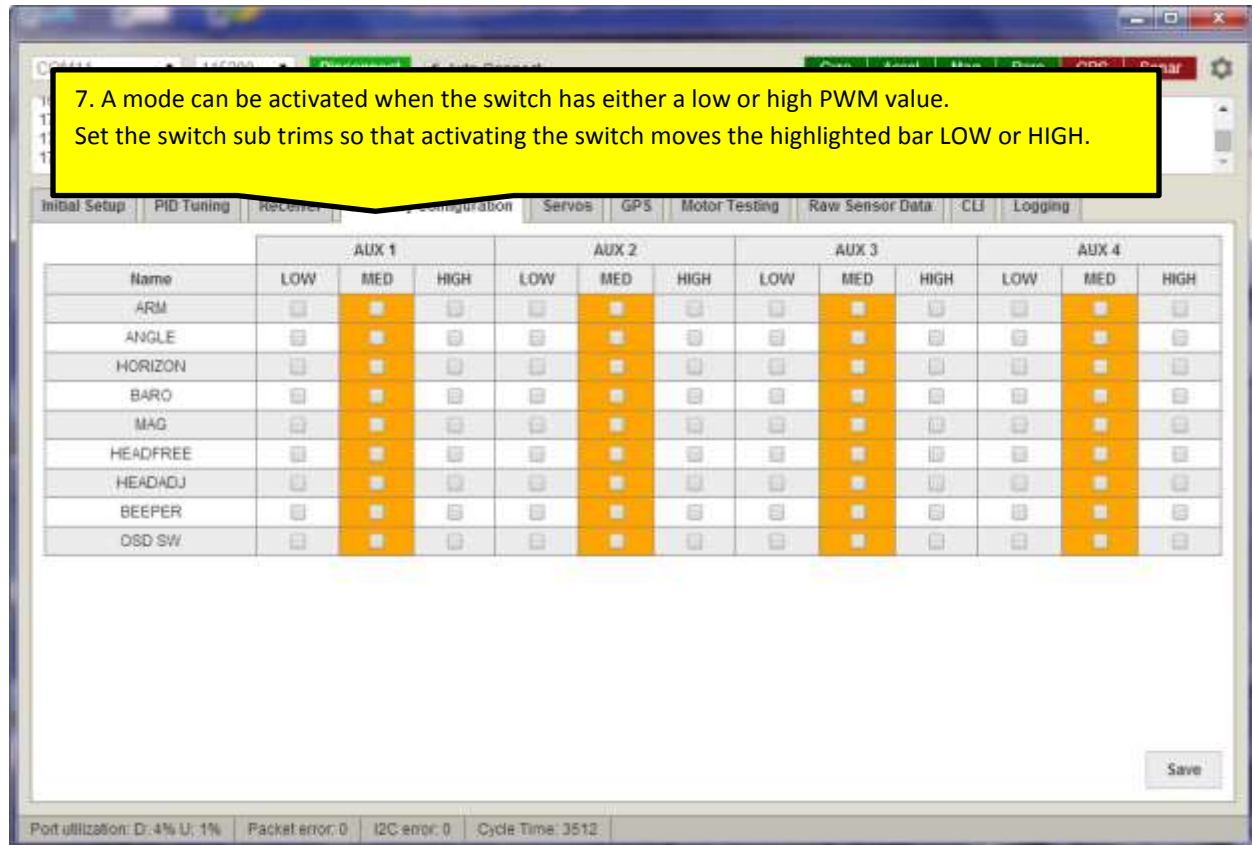 7. A mode can be activated when the switch has either a low or high PWM value.
Set the switch sub trims so that activating the switch moves the highlighted bar LOW or HIGH.
Initial Setup PID Tuning Receiver Configuration Servos GPS Motor Testing Raw Sensor Data CLI Logging
AUX 1 AUX 2 AUX 3 AUX 4
Name LOW MED HIGH LOW MED HIGH LOW MED HIGH LOW MED HIGH
ARM
ANGLE
HORIZON
BARO
MAG
HEADFREE
HEADADJ
BEEPER
OSD SW
Save
Port utilization: D: 4% U: 1% Packet error: 0 I2C error: 0 Cycle Time: 3512